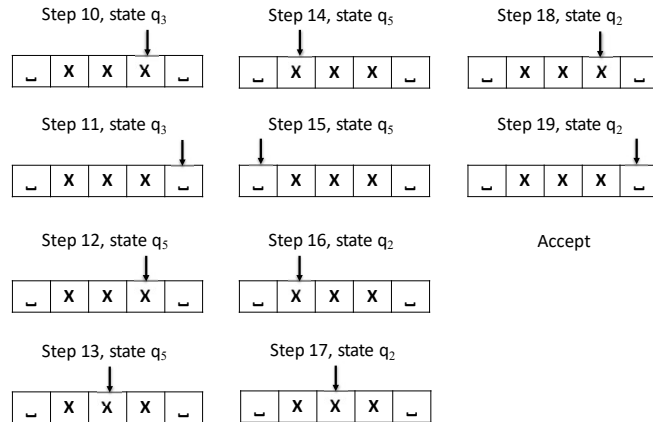 Step 10, state q₃
␣ X X X ␣
Step 11, state q₃
␣ X X X ␣
Step 12, state q₅
␣ X X X ␣
Step 13, state q₅
␣ X X X ␣
Step 14, state q₅
␣ X X X ␣
Step 15, state q₅
␣ X X X ␣
Step 16, state q₂
␣ X X X ␣
Step 17, state q₂
␣ X X X ␣
Step 18, state q₂
␣ X X X ␣
Step 19, state q₂
␣ X X X ␣
Accept